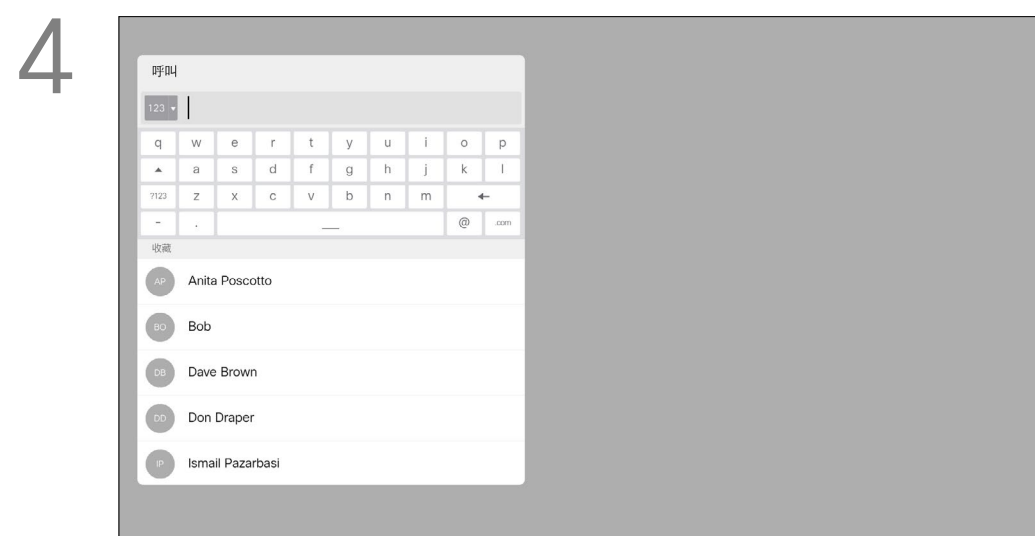 4
呼叫
123
q w e r t y u i o p
a s d f g h j k l
?123 z x c v b n m
- . @ .com
收藏
AP Anita Poscotto
BO Bob
DB Dave Brown
DD Don Draper
IP Ismail Pazarbasi